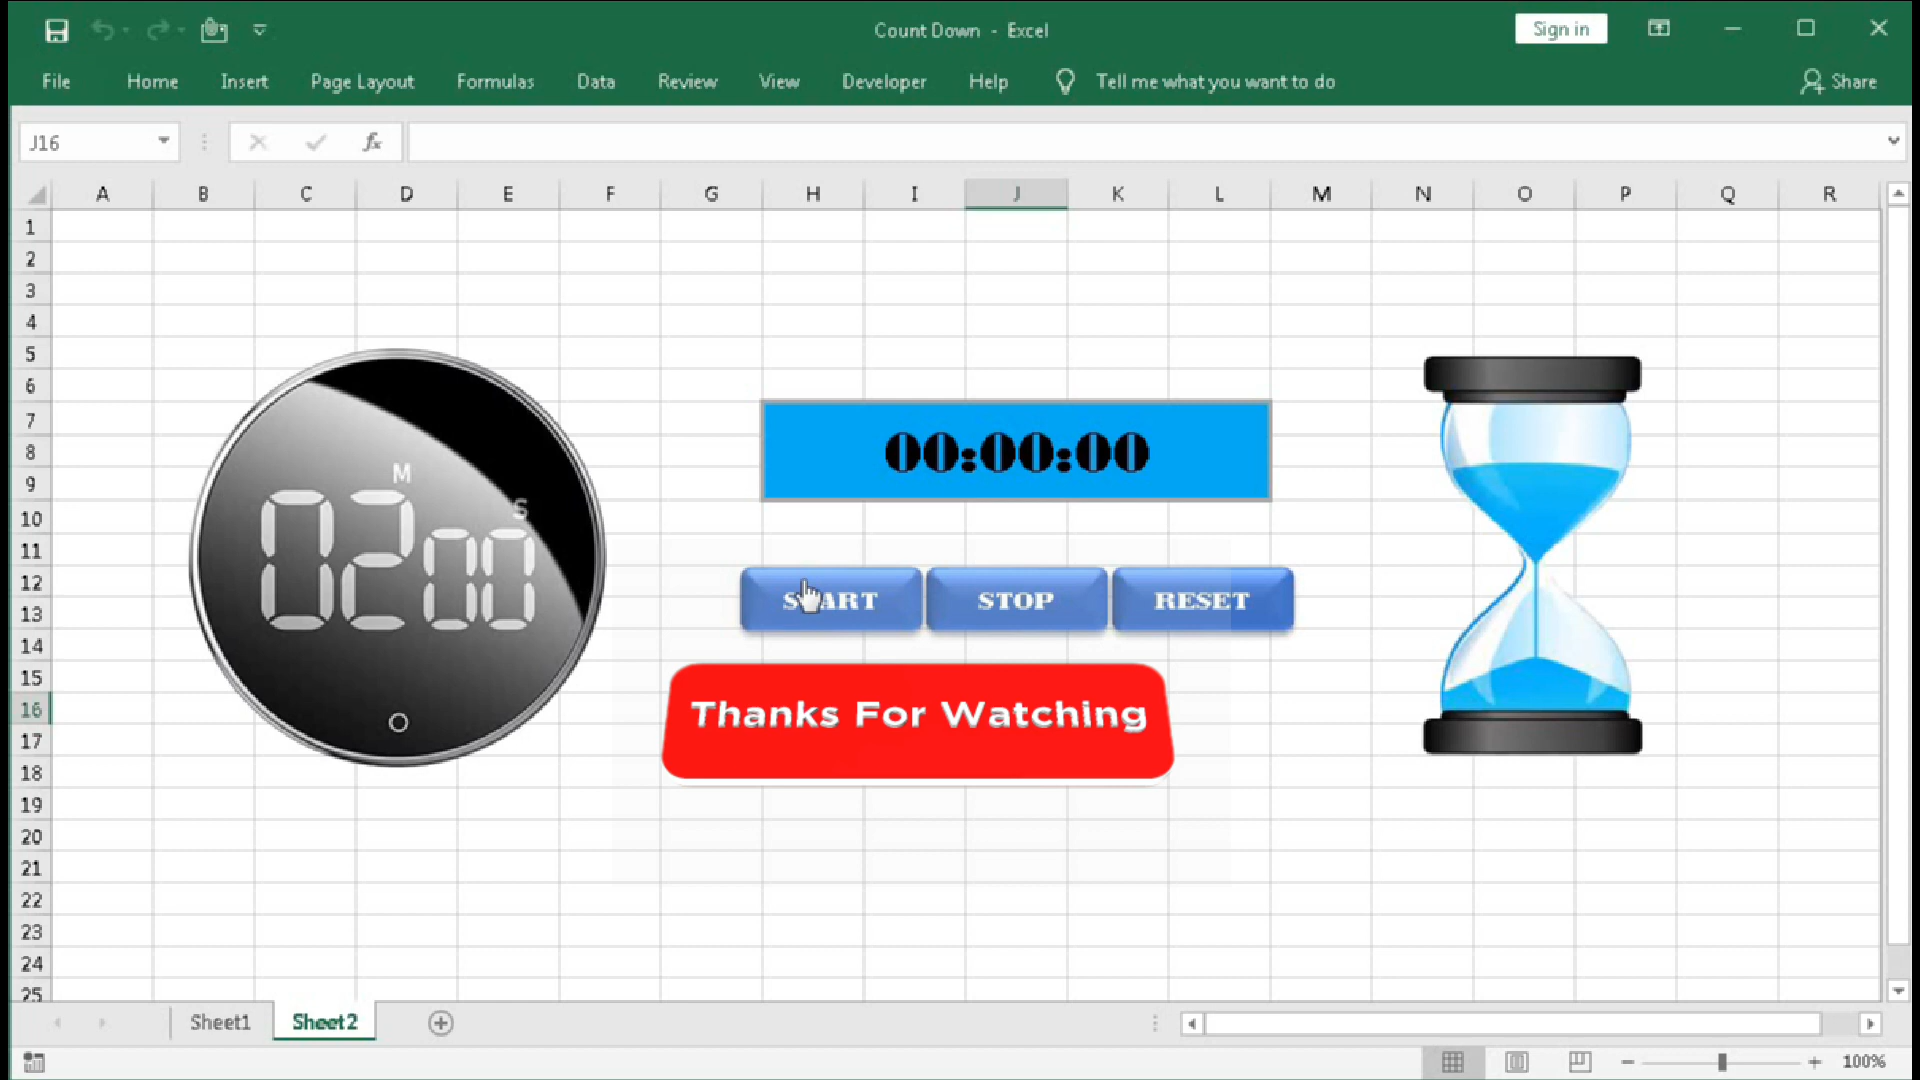 Count Down - Excel
Sign in
File Home Insert Page Layout Formulas Data Review View Developer Help Tell me what you want to do Share
J16 fx
A B C D E F G H I J K L M N O P Q R
1
2
3
4
5
6
7
8
9
10
11
12
13
14
15
16
17
18
19
20
21
22
23
24
25
M
S
02 00
00:00:00
START STOP RESET
Thanks For Watching
Sheet1 Sheet2
100%